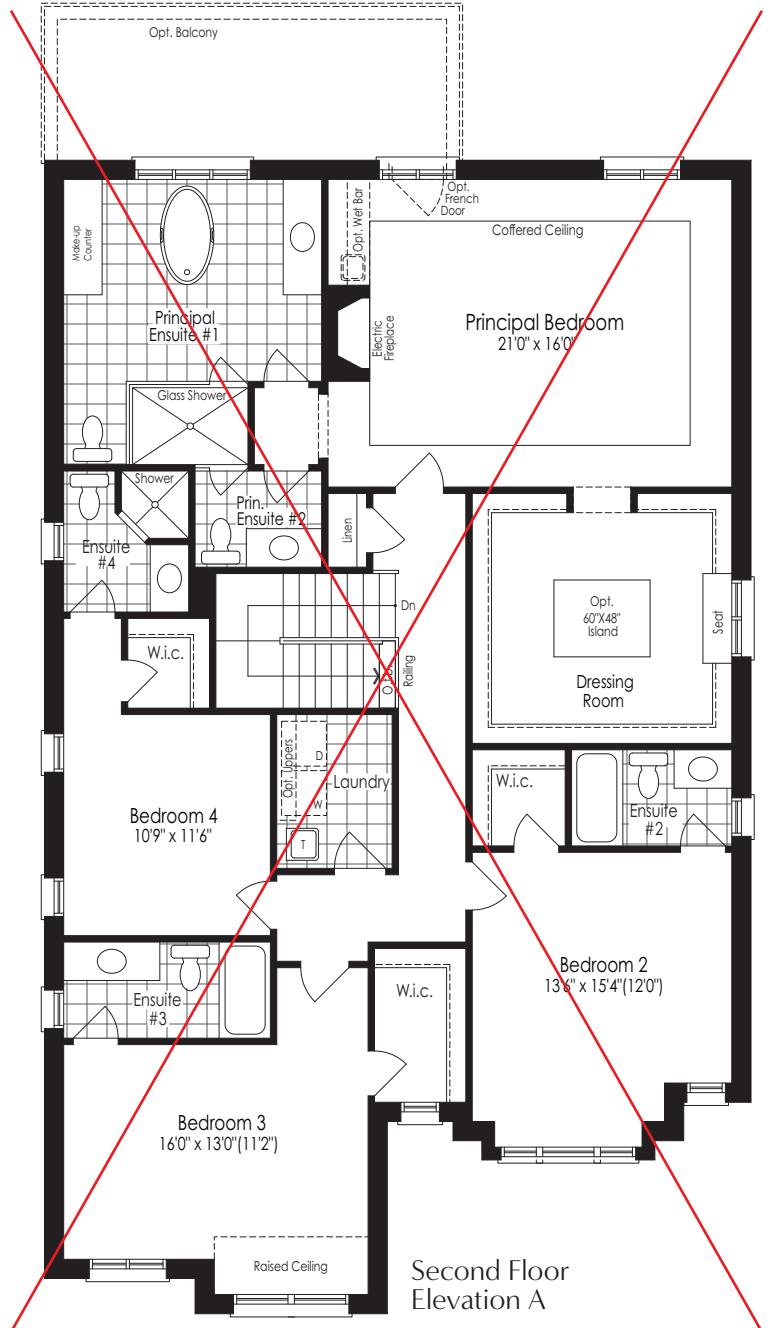 Opt. Balcony
Make-up
Counter
Opt. Wet Bar
Opt.
French
Door
Coffered Ceiling
Principal
Ensuite #1
Electric
Fireplace
Principal Bedroom
21'0" x 16'0"
Glass Shower
Shower
Prin.
Ensuite #2
Linen
Ensuite
#4
Dn
Opt.
60"X48"
Island
Seat
W.i.c.
Railing
Dressing
Room
Opt. Uppers
D
W
Laundry
T
W.i.c.
Ensuite
#2
Bedroom 4
10'9" x 11'6"
Ensuite
#3
W.i.c.
Bedroom 2
13'6" x 15'4"(12'0")
Bedroom 3
16'0" x 13'0"(11'2")
Raised Ceiling
Second Floor
Elevation A